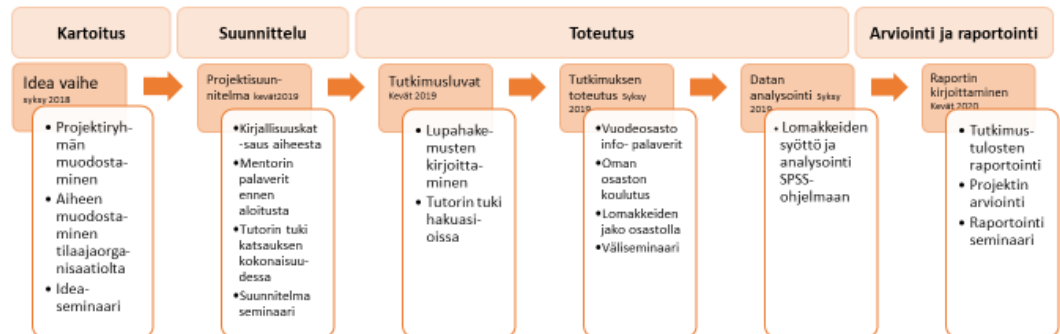 Kartoitus
Suunnittelu
Toteutus
Arviointi ja raportointi
Idea vaihe
syksy 2018
• Projektiryh-
män
muodosta-
minen
• Aiheen
muodosta-
minen
tilaajaorga-
nisaatiolta
• Idea-
seminaari
Projektisuun-
nitelma kevät2019
•Kirjallisuuskat
-saus aiheesta
•Mentorin
palaverit
ennen
aloitusta
•Tutorin tuki
katsauksen
kokonaisuu-
dessa
•Suunnitelma
seminaari
Tutkimusluvat
Kevät 2019
• Lupahake-
musten
kirjoitta-
minen
• Tutorin tuki
hakuasi-
oissa
Tutkimuksen
toteutus Syksy
2019
•Vuodeosasto
info- palaverit
•Oman
osaston
koulutus
•Lomakkeiden
jako osastolla
•Väliseminaari
Datan
analysointi Syksy
2019
• Lomakkeiden
syöttö ja
analysointi
SPSS-
ohjelmaan
Raportin
kirjoittaminen
Kevät 2020
• Tutkimus-
tulosten
raportointi
• Projektin
arviointi
• Raportointi
seminaari